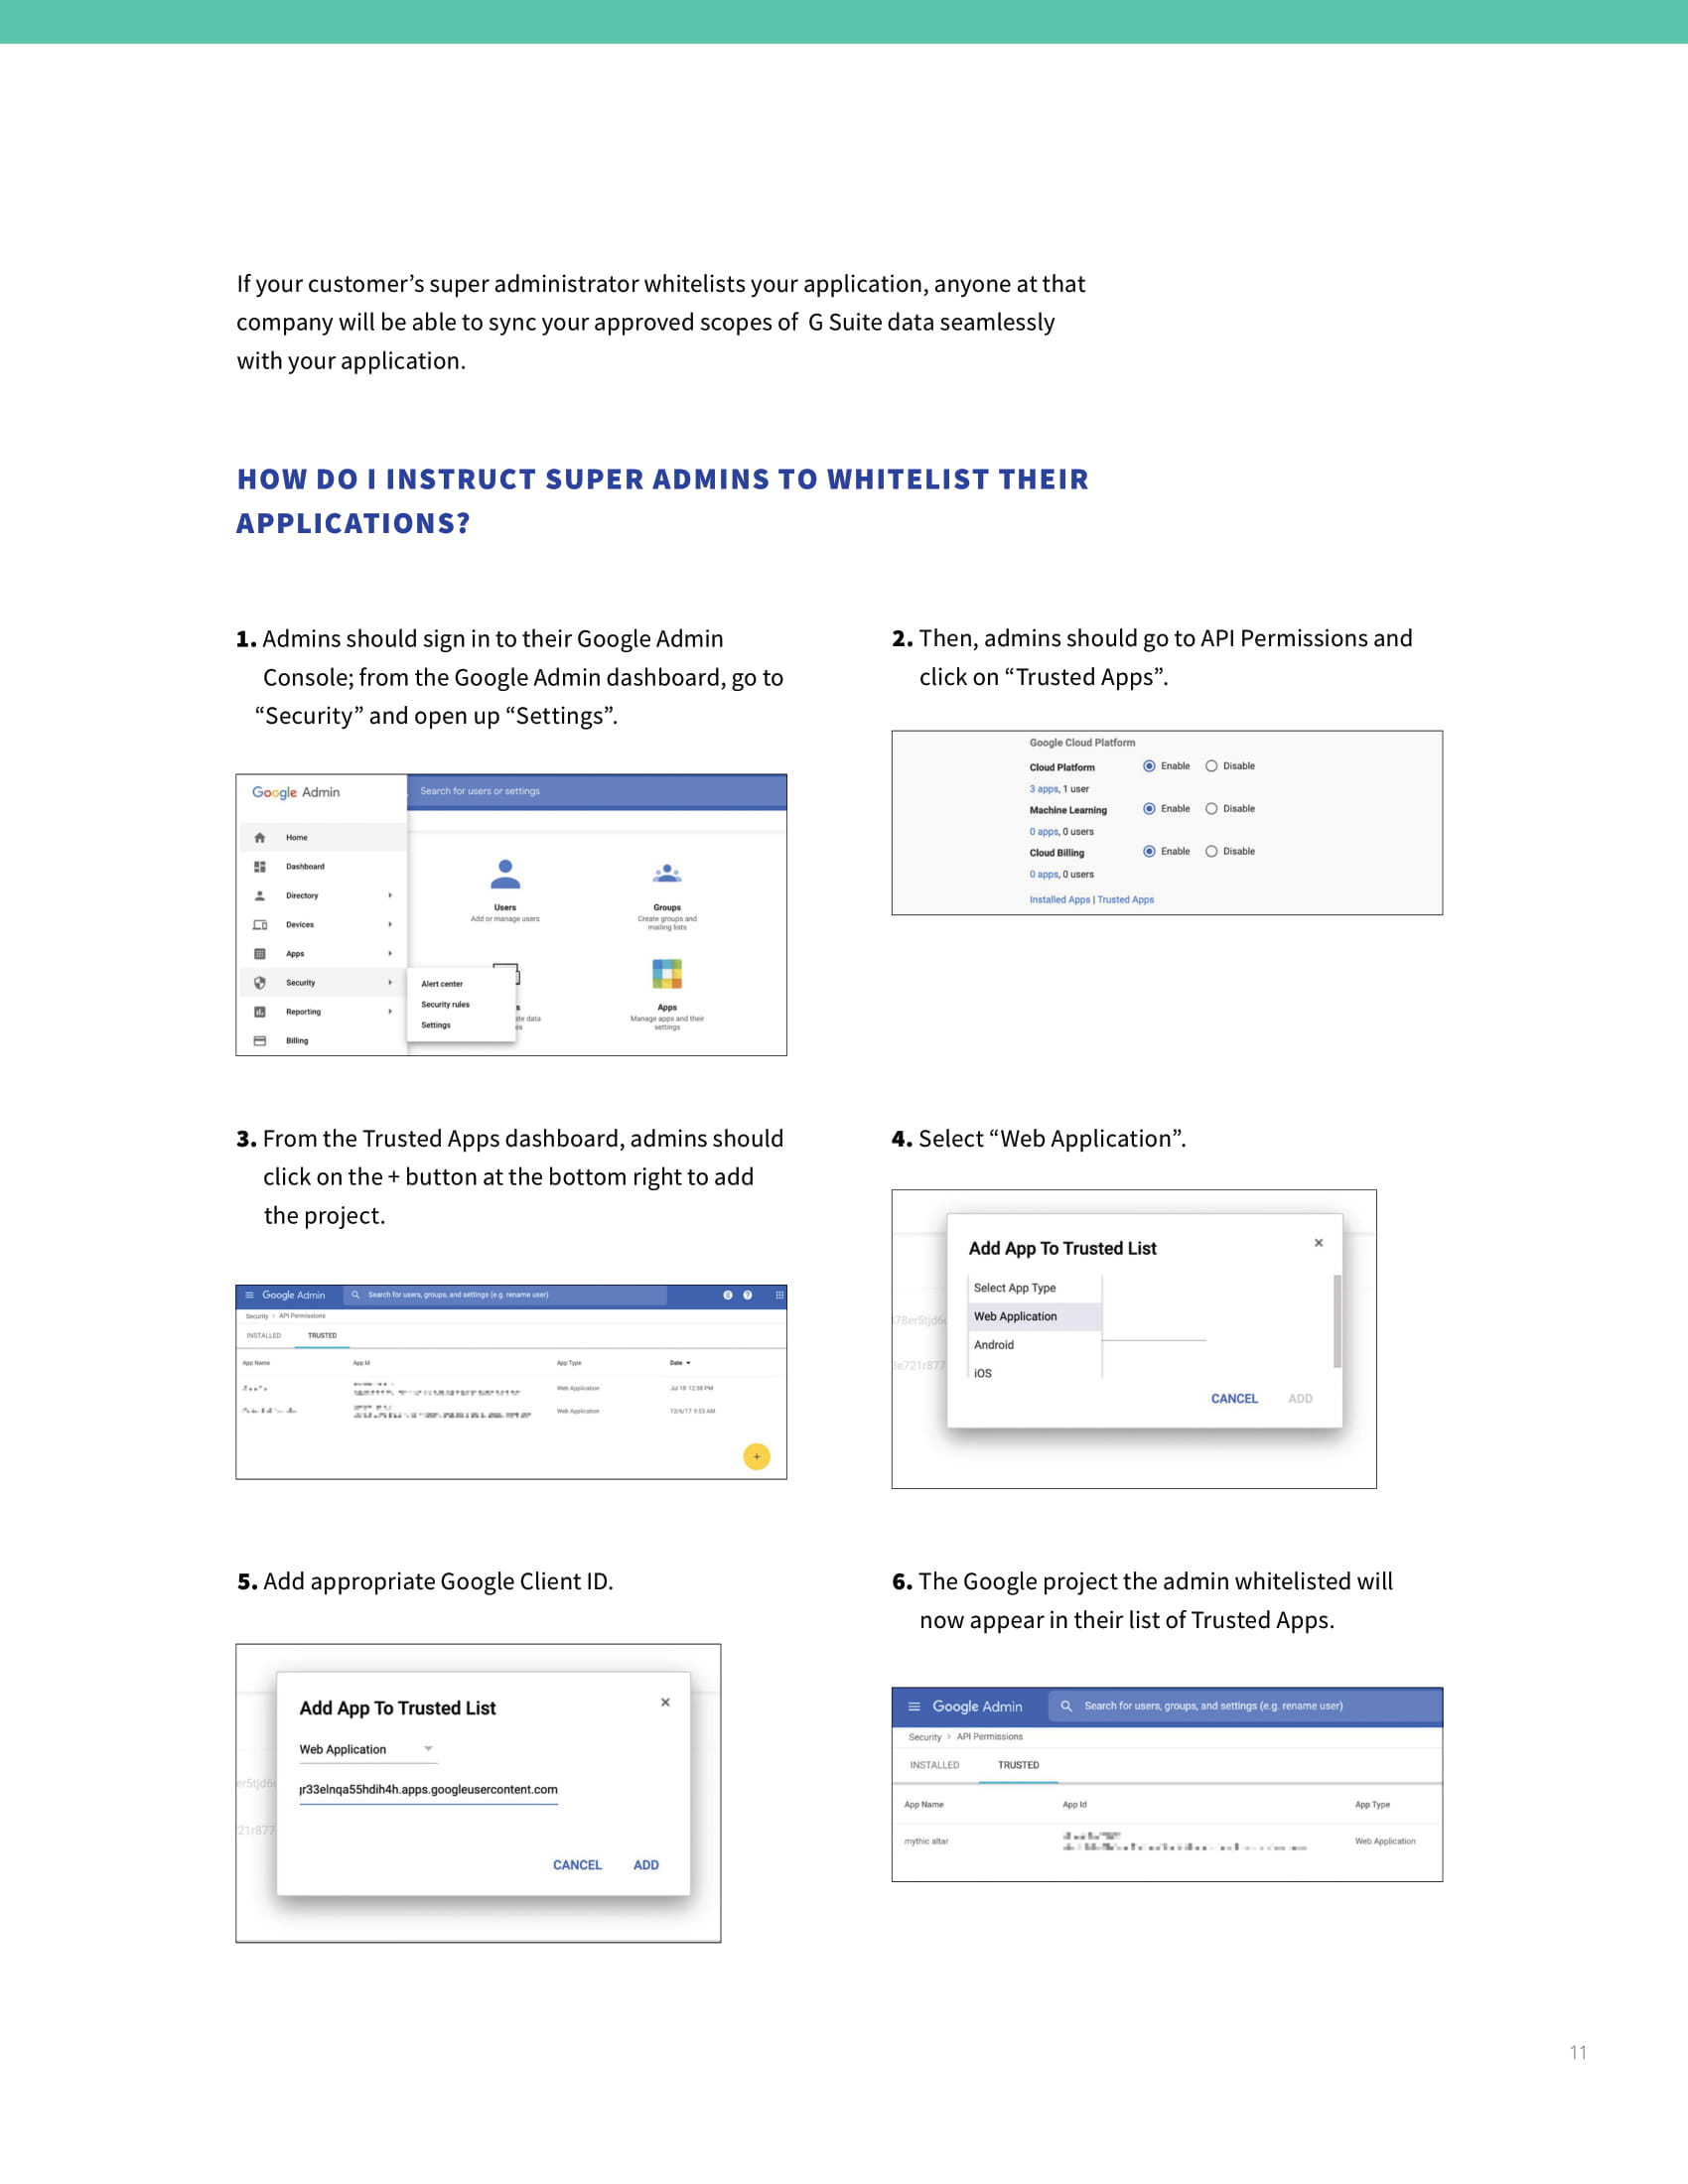 If your customer’s super administrator whitelists your application, anyone at that
company will be able to sync your approved scopes of  G Suite data seamlessly
with your application.
HOW DO I INSTRUCT SUPER ADMINS TO WHITELIST THEIR
APPLICATIONS?
1. Admins should sign in to their Google Admin
Console; from the Google Admin dashboard, go to
“Security” and open up “Settings”.
Google Admin
Search for users or settings
Home
Dashboard
Directory
Devices
Apps
Security
Reporting
Billing
Alert center
Security rules
Settings
Users
Add or manage users
Groups
Create groups and
mailing lists
Apps
Manage apps and their
settings
2. Then, admins should go to API Permissions and
click on “Trusted Apps”.
Google Cloud Platform
Cloud Platform Enable Disable
3 apps, 1 user
Machine Learning Enable Disable
0 apps, 0 users
Cloud Billing Enable Disable
0 apps, 0 users
Installed Apps | Trusted Apps
3. From the Trusted Apps dashboard, admins should
click on the + button at the bottom right to add
the project.
Google Admin Search for users, groups, and settings (e.g. rename user)
Security > API Permissions
INSTALLED TRUSTED
App Name App Id App Type Date
Web Application Jul 18 12:38 PM
Web Application 12/6/17 9:53 AM
+
4. Select “Web Application”.
Add App To Trusted List ×
Select App Type
Web Application
Android
iOS
CANCEL ADD
5. Add appropriate Google Client ID.
Add App To Trusted List ×
Web Application
r33elnqa55hdih4h.apps.googleusercontent.com
CANCEL ADD
6. The Google project the admin whitelisted will
now appear in their list of Trusted Apps.
Google Admin Search for users, groups, and settings (e.g. rename user)
Security > API Permissions
INSTALLED TRUSTED
App Name App Id App Type
mythic altar Web Application
11